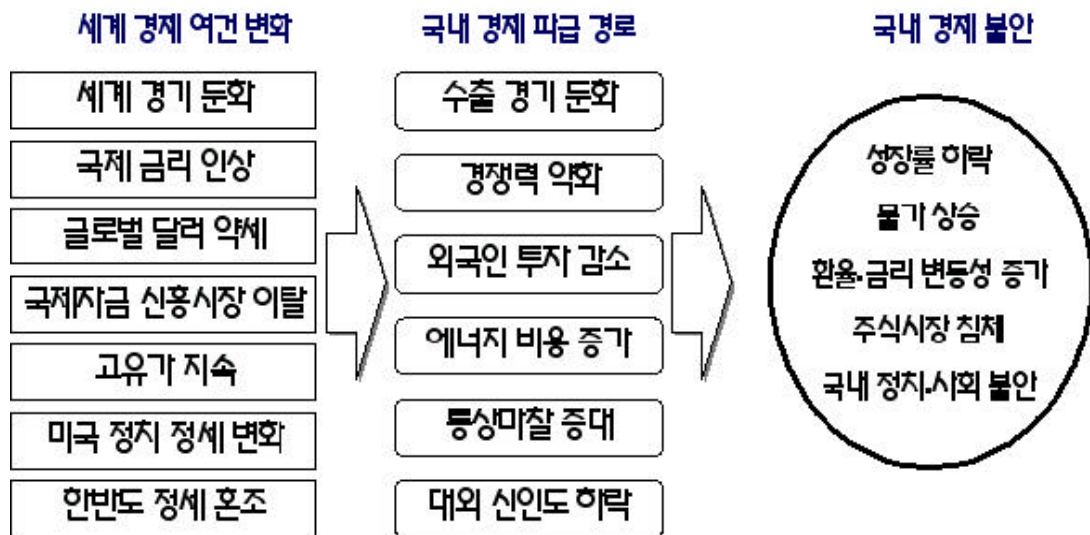 세계 경제 여건 변화
국내 경제 파급 경로
국내 경제 불안
세계 경기 둔화
국제 금리 인상
글로벌 달러 약세
국제자금 신흥시장 이탈
고유가 지속
미국 정치 정세 변화
한반도 정세 혼조
수출 경기 둔화
경쟁력 약화
외국인 투자 감소
에너지 비용 증가
통상마찰 증대
대외 신인도 하락
성장률 하락
물가 상승
환율·금리 변동성 증가
주식시장 침체
국내 정치·사회 불안